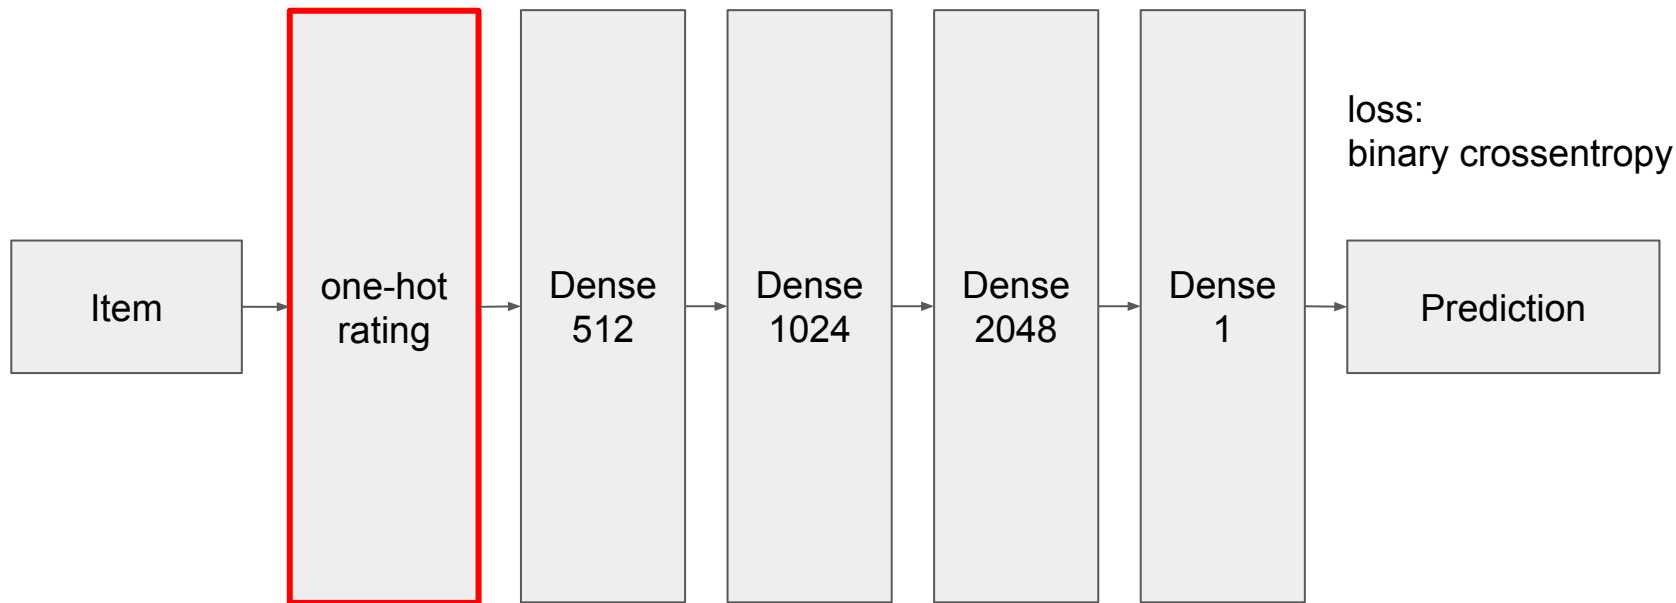 Item
one-hot
rating
Dense
512
Dense
1024
Dense
2048
Dense
1
loss:
binary crossentropy
Prediction